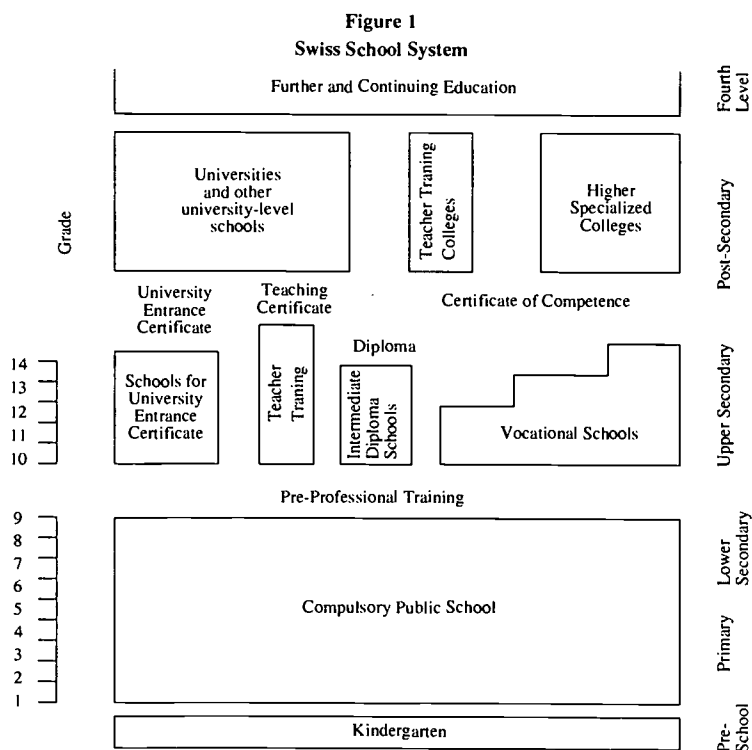 Figure 1
Swiss School System
Further and Continuing Education
Fourth
Level
Universities
and other
university-level
schools
Teacher Traning
Colleges
Higher
Specialized
Colleges
Post-Secondary
Grade
University
Entrance
Certificate
Teaching
Certificate
Certificate of Competence
Diploma
14
13
12
11
10
Schools for
University
Entrance
Certificate
Teacher
Traning
Intermediate
Diploma
Schools
Vocational Schools
Upper Secondary
Pre-Professional Training
9
8
7
6
5
4
3
2
1
Compulsory Public School
Lower
Secondary
Primary
Kindergarten
Pre-
School